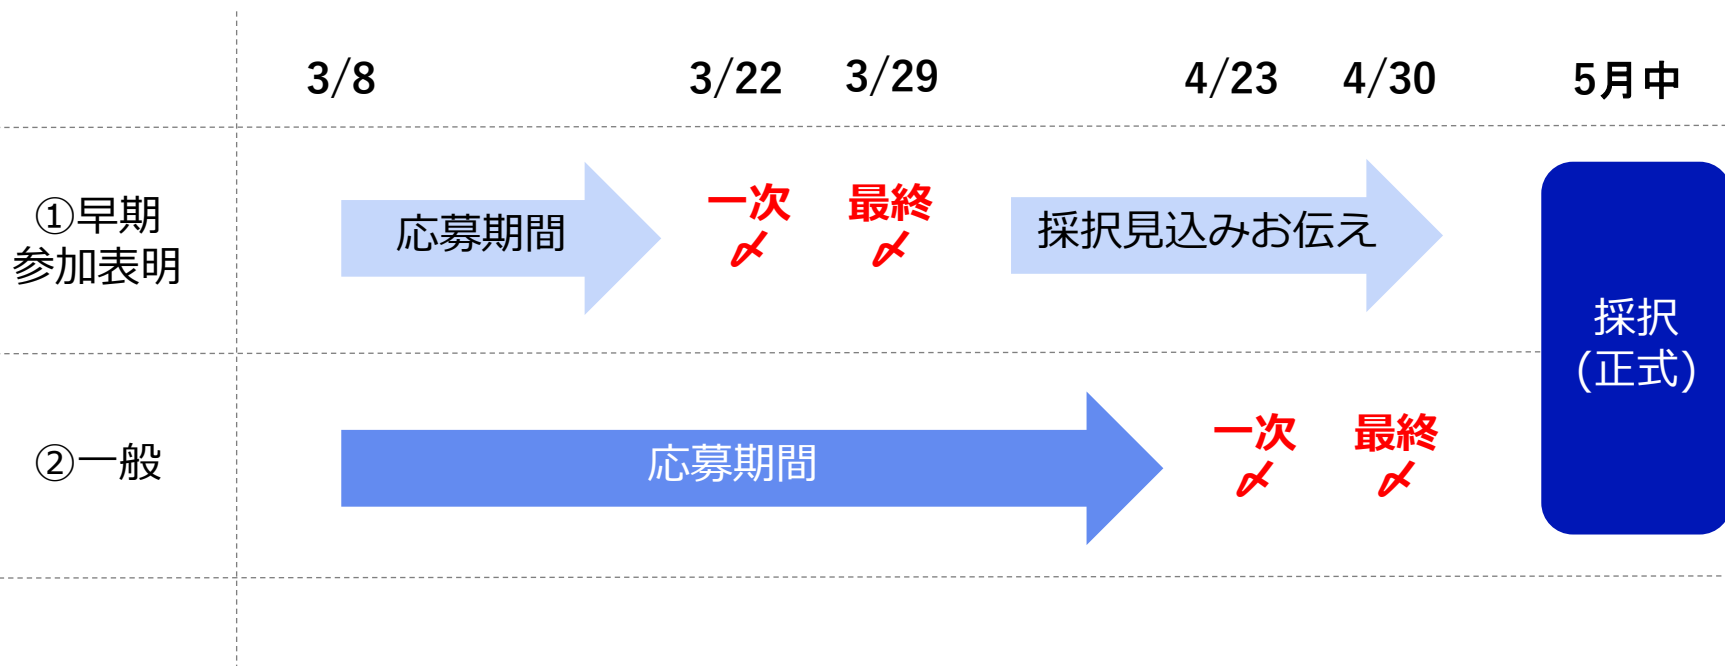 3/8
3/22
3/29
4/23
4/30
5月中
①早期
参加表明
応募期間
一次
〆
最終
〆
採択見込みお伝え
採択
(正式)
②一般
応募期間
一次
〆
最終
〆